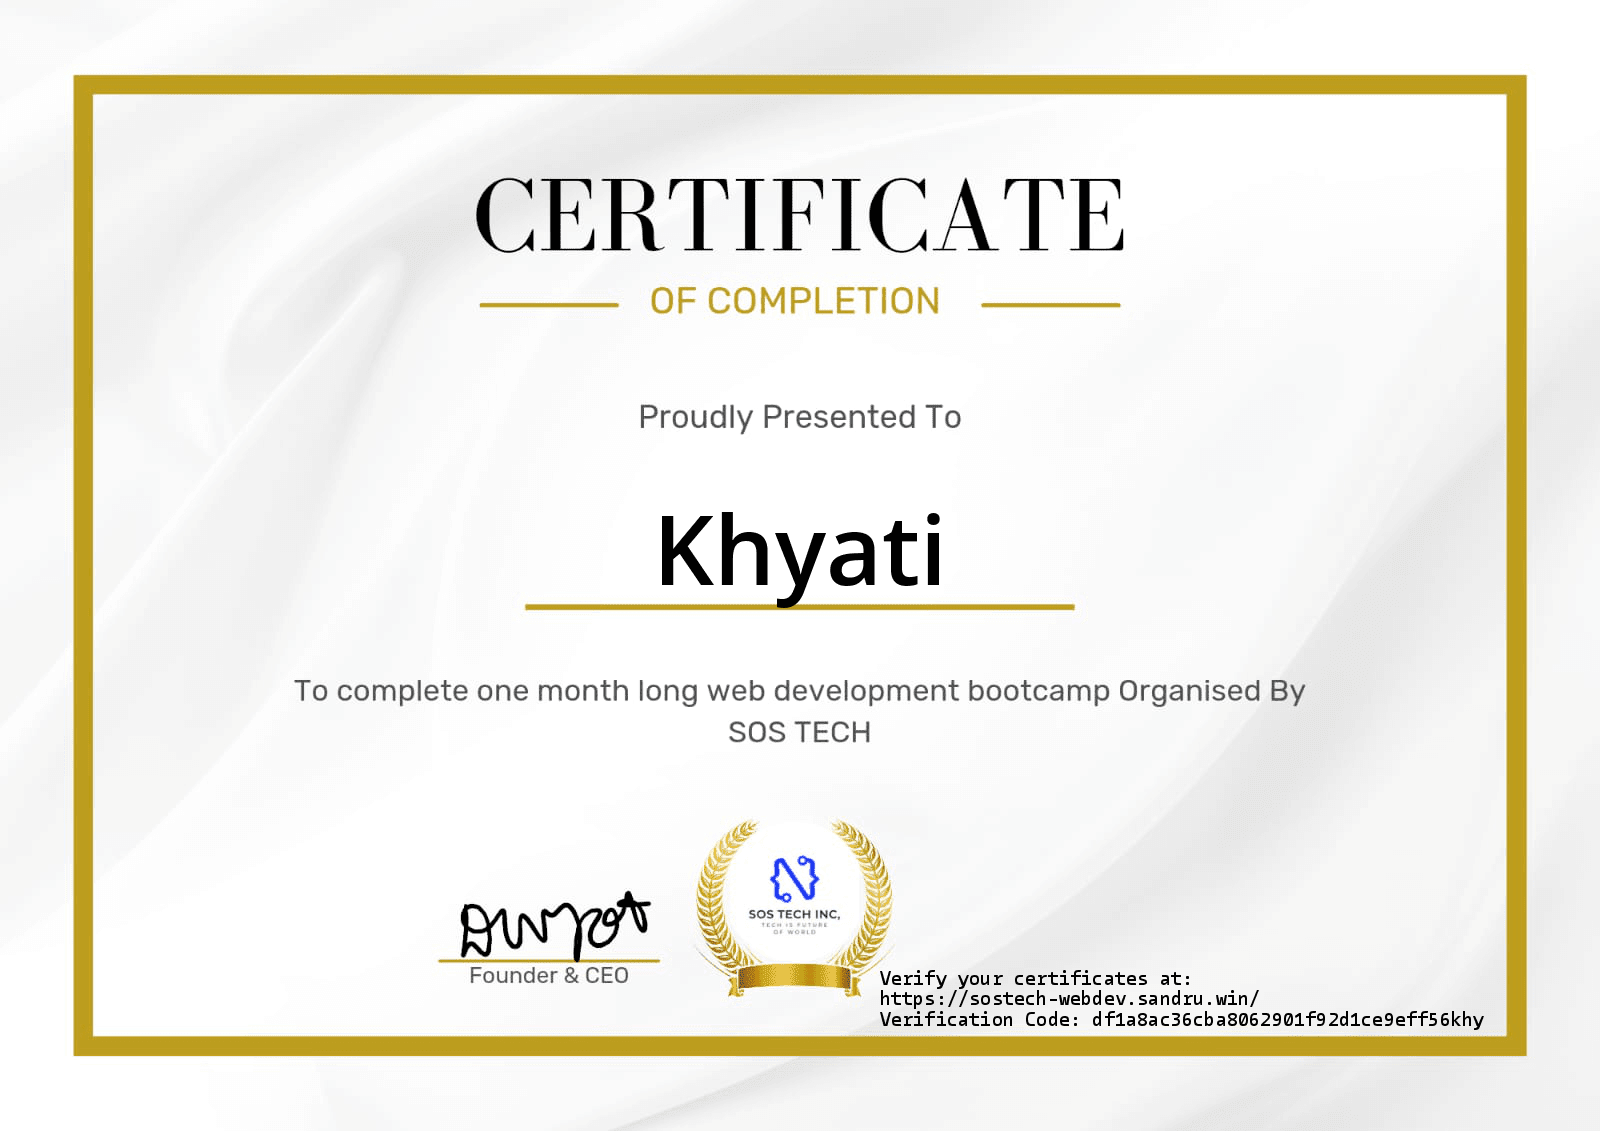 CERTIFICATE
OF COMPLETION
Proudly Presented To
Khyati
To complete one month long web development bootcamp Organised By
SOS TECH
Founder & CEO
SOS TECH INC,
TECH IS FUTURE
OF WORLD
Verify your certificates at:
https://sostech-webdev.sandru.win/
Verification Code: df1a8ac36cba8062901f92d1ce9eff56khy